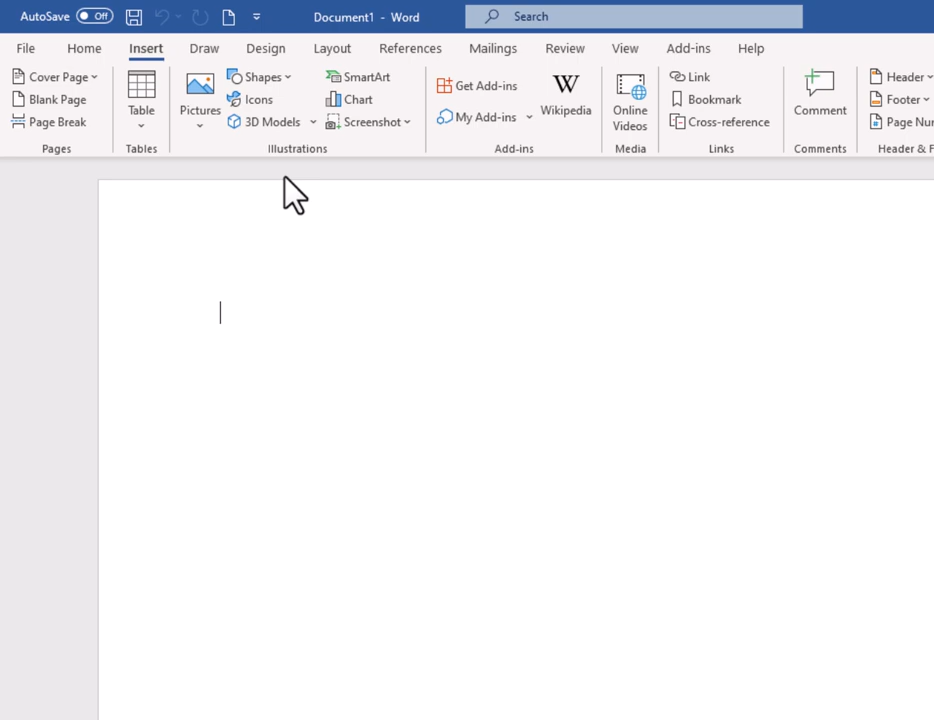 AutoSave Off Document1 - Word Search
File Home Insert Draw Design Layout References Mailings Review View Add-ins Help
Cover Page
Blank Page
Page Break
Pages
Table
Tables
Pictures
Shapes
Icons
3D Models
SmartArt
Chart
Screenshot
Illustrations
Get Add-ins
My Add-ins
W
Wikipedia
Add-ins
Online
Videos
Media
Link
Bookmark
Cross-reference
Links
Comment
Comments
Header
Footer
Page Nur
Header & F